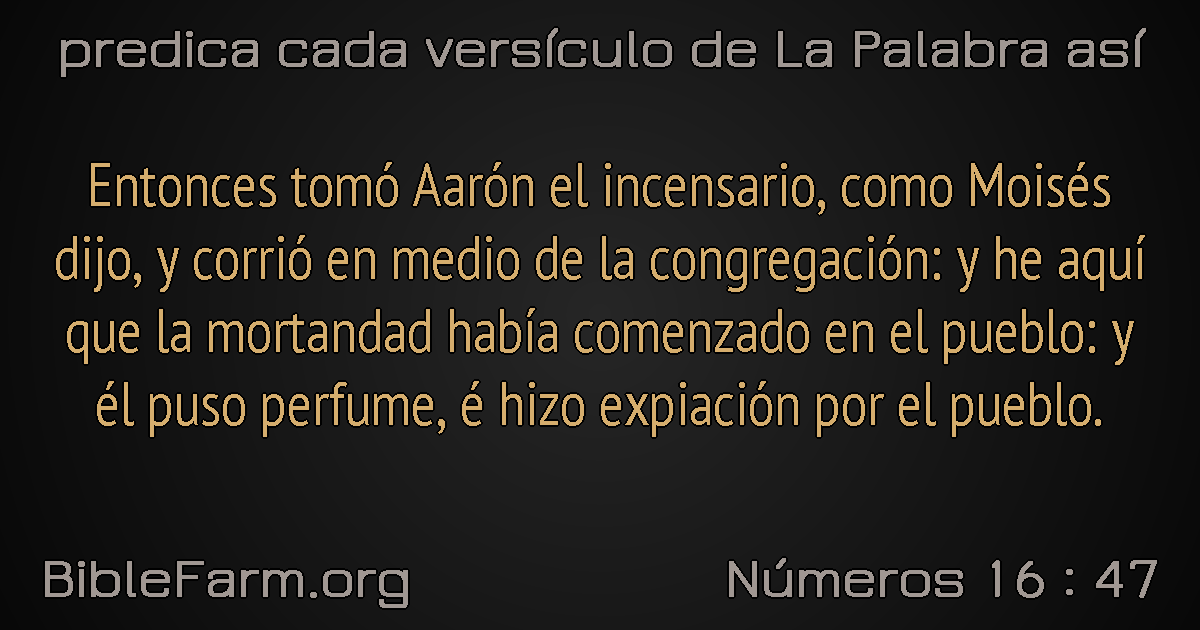 predica cada versículo de La Palabra así
Entonces tomó Aarón el incensario, como Moisés
dijo, y corrió en medio de la congregación: y he aquí
que la mortandad había comenzado en el pueblo: y
él puso perfume, é hizo expiación por el pueblo.
BibleFarm.org
Números 16 : 47